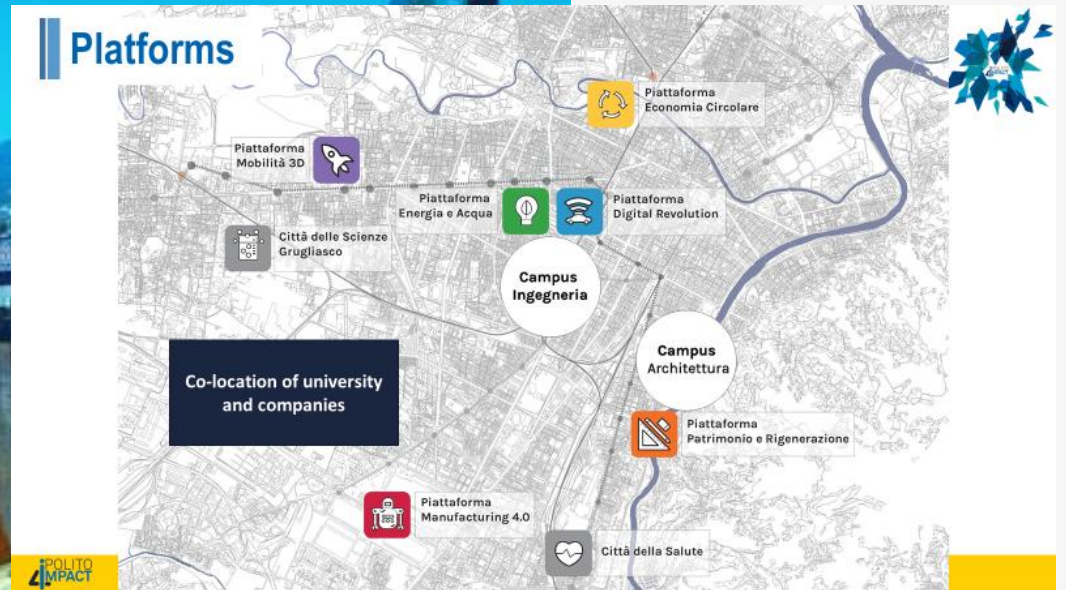 Platforms
Piattaforma
Economia Circolare
Piattaforma
Mobilità 3D
Piattaforma
Energia e Acqua
Piattaforma
Digital Revolution
Città delle Scienze
Grugliasco
Campus
Ingegneria
Campus
Architettura
Co-location of university
and companies
Piattaforma
Patrimonio e Rigenerazione
Piattaforma
Manufacturing 4.0
Città della Salute
POLITO
4IMPACT